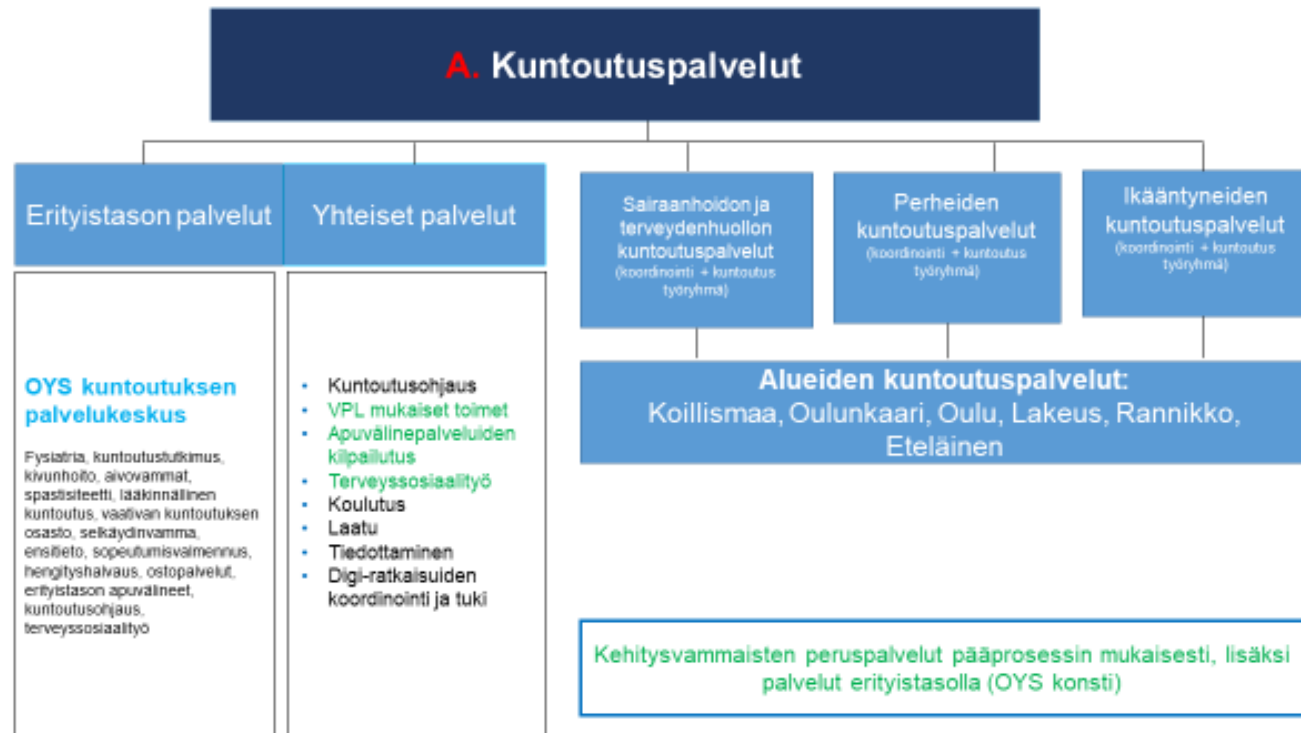 A. Kuntoutuspalvelut
Erityistason palvelut
Yhteiset palvelut
Sairaanhoidon ja
terveydenhuollon
kuntoutuspalvelut
(koordinointi + kuntoutus
työryhmä)
Perheiden
kuntoutuspalvelut
(koordinointi + kuntoutus
työryhmä)
Ikääntyneiden
kuntoutuspalvelut
(koordinointi + kuntoutus
työryhmä)
OYS kuntoutuksen
palvelukeskus
Fysiatria, kuntoutustutkimus,
kivunhoito, aivovammat,
spastisiteetti, lääkinnällinen
kuntoutus, vaativan kuntoutuksen
osasto, selkäydinvamma,
ensitieto, sopeutumisvalmennus,
hengityshalvaus, ostopalvelut,
erityistason apuvälineet,
kuntoutusohjaus,
terveyssosiaalityö
• Kuntoutusohjaus
• VPL mukaiset toimet
• Apuvälinepalveluiden
kilpailutus
• Terveyssosiaalityö
• Koulutus
• Laatu
• Tiedottaminen
• Digi-ratkaisuiden
koordinointi ja tuki
Alueiden kuntoutuspalvelut:
Koillismaa, Oulunkaari, Oulu, Lakeus, Rannikko,
Eteläinen
Kehitysvammaisten peruspalvelut pääprosessin mukaisesti, lisäksi
palvelut erityistasolla (OYS konsti)